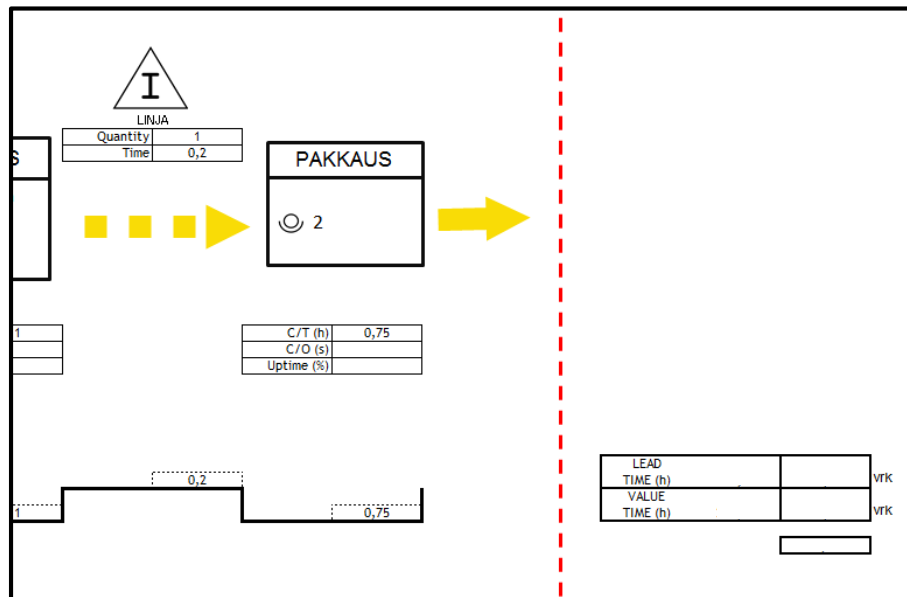 I
LINJA
Quantity 1
Time 0,2
S
PAKKAUS
2
1
C/T (h) 0,75
C/O (s)
Uptime (%)
0,2
1
0,75
LEAD
TIME (h) vrk
VALUE
TIME (h) vrk